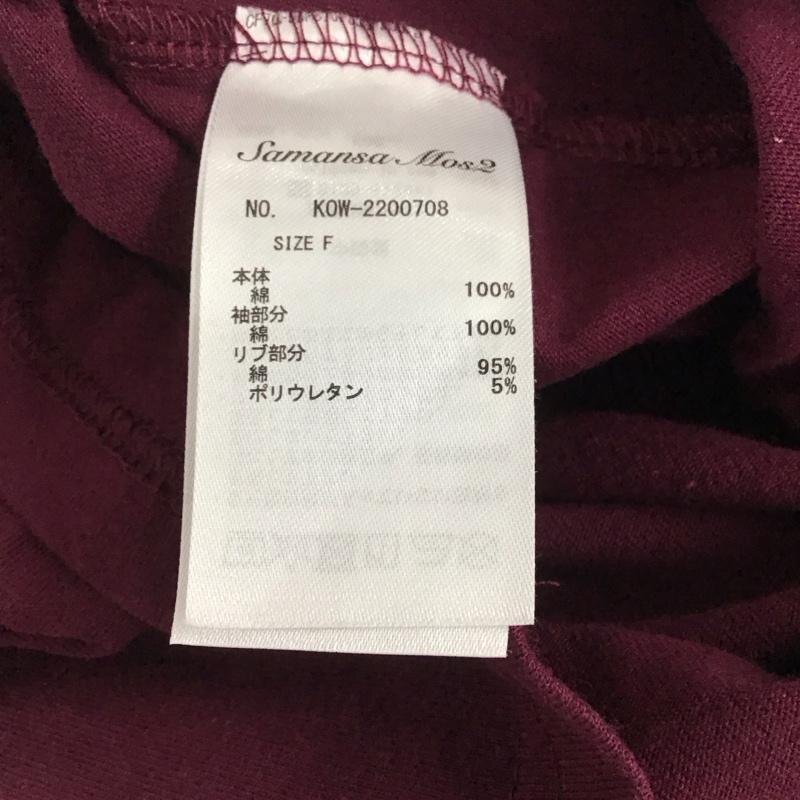 Samansa Mos2
NO. KOW-2200708
SIZE F
本体
綿 100%
袖部分
綿 100%
リブ部分
綿 95%
ポリウレタン 5%